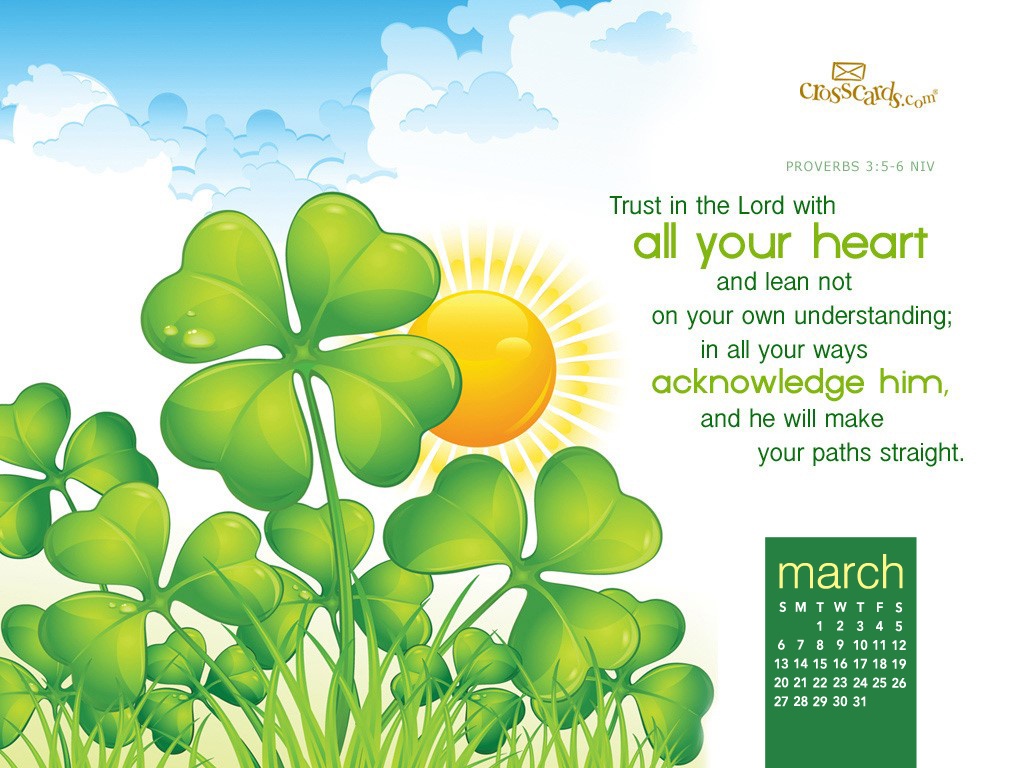 crosscards.com®
PROVERBS 3:5-6 NIV
Trust in the Lord with
all your heart
and lean not
on your own understanding;
in all your ways
acknowledge him,
and he will make
your paths straight.
march
S M T W T F S
1 2 3 4 5
6 7 8 9 10 11 12
13 14 15 16 17 18 19
20 21 22 23 24 25 26
27 28 29 30 31